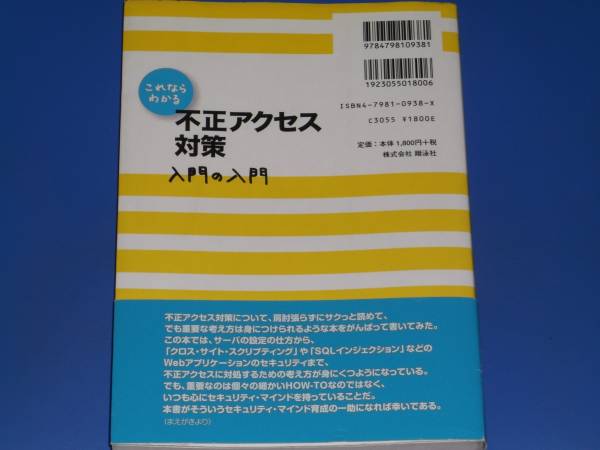 9784798109381
1923055018006
ISBN4-7981-0938-X
C3055 ¥1800E
定価：本体1,800円＋税
株式会社 翔泳社
これなら
わかる
不正アクセス
対策
入門の入門
不正アクセス対策について、肩肘張らずにサクっと読めて、
でも重要な考え方は身につけられるような本をがんばって書いてみた。
この本では、サーバの設定の仕方から、
「クロス・サイト・スクリプティング」や「SQLインジェクション」などの
Webアプリケーションのセキュリティまで、
不正アクセスに対処するための考え方が身にくつようになっている。
でも、重要なのは個々の細かいHOW-TOなのではなく、
いつも心にセキュリティ・マインドを持っていることだ。
本書がそういうセキュリティ・マインド育成の一助になれば幸いである。
（まえがきより）